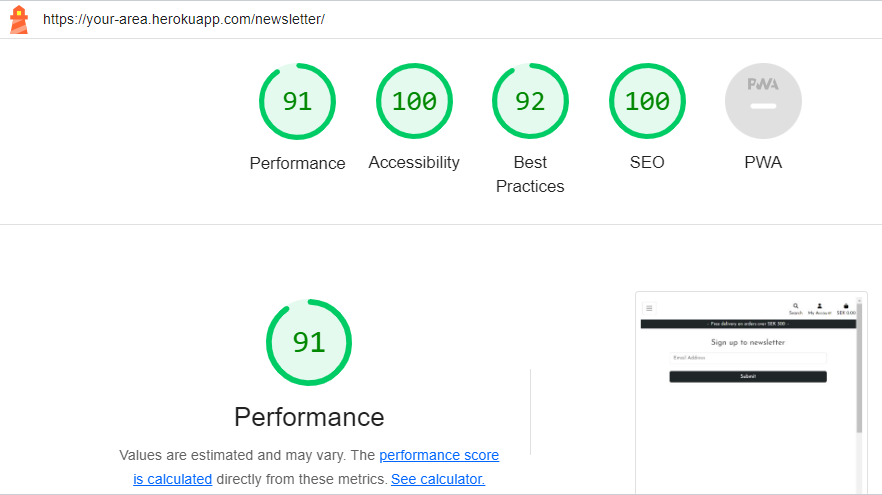 https://your-area.herokuapp.com/newsletter/
91
100
92
100
PWA
Performance
Accessibility
Best
Practices
SEO
PWA
91
Performance
Values are estimated and may vary. The performance score
is calculated directly from these metrics. See calculator.
Search My Account SEK 0.00
- Free delivery on orders over SEK 300 -
Sign up to newsletter
Email Address
Submit